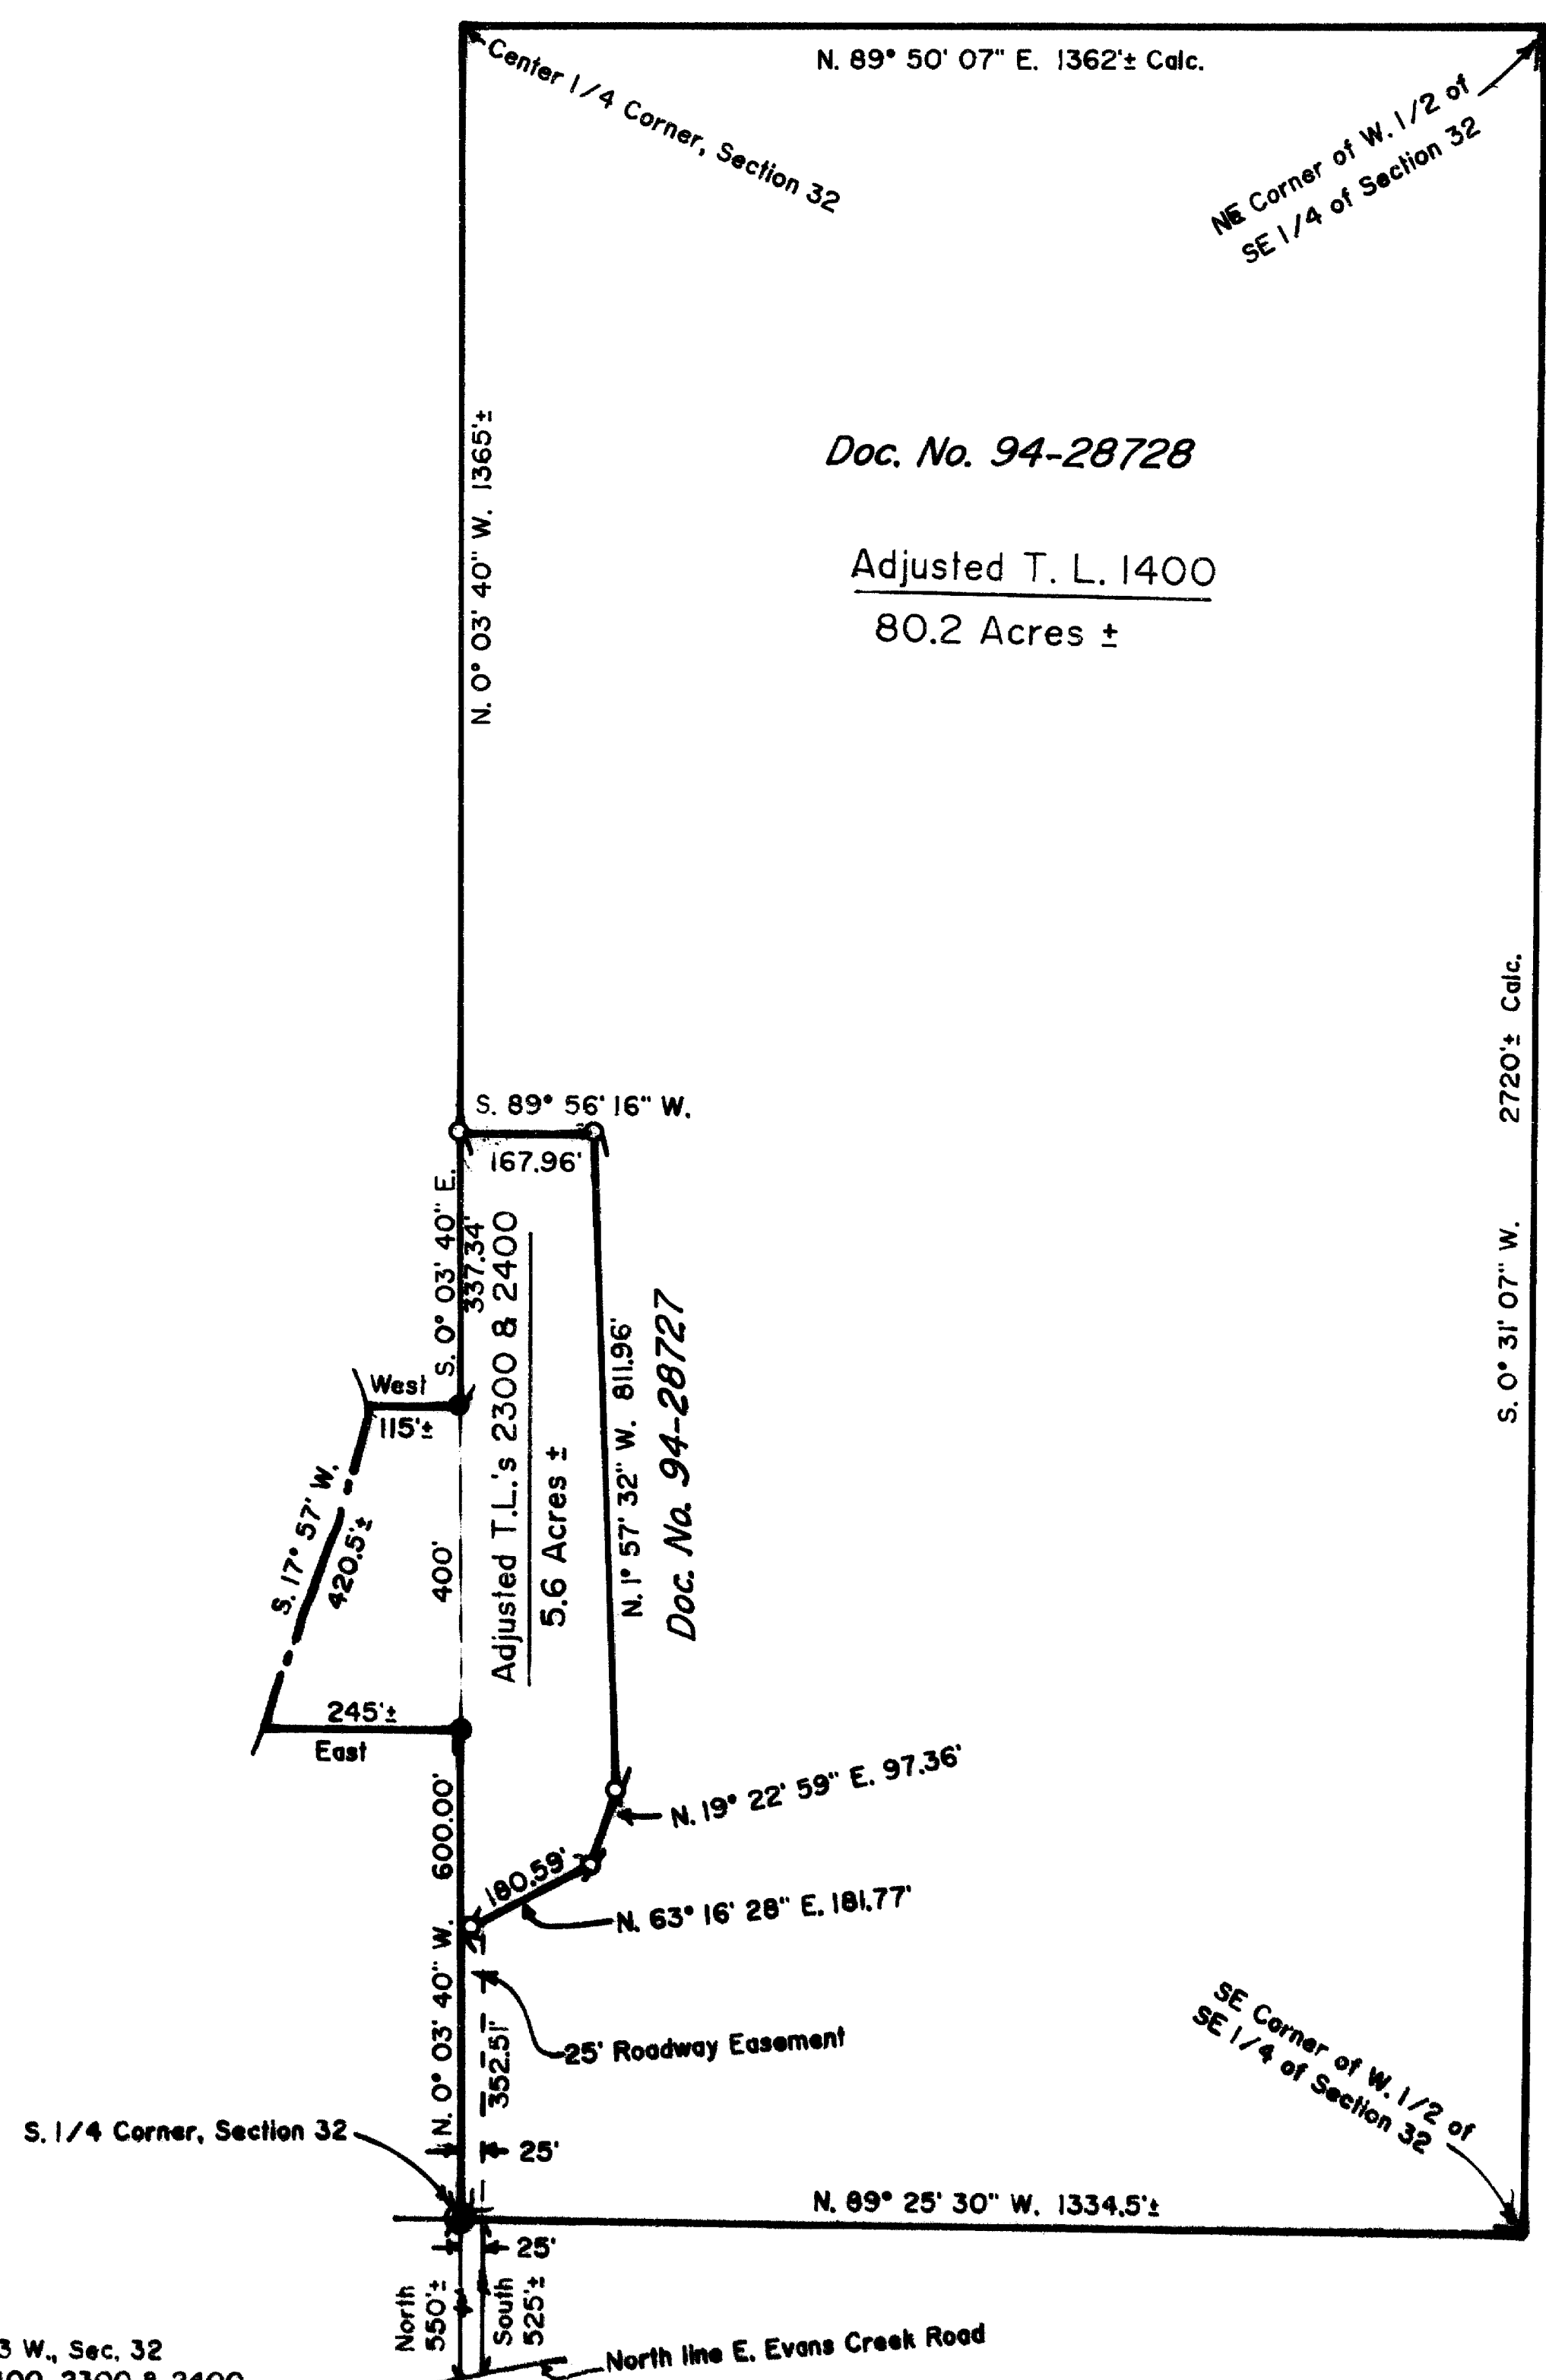 N. 89° 50' 07" E. 1362'± Calc.
Center 1/4 Corner, Section 32
NE Corner of W. 1/2 of
SE 1/4 of Section 32
N. 0° 03' 40" W. 1365'±
Doc. No. 94-28728
Adjusted T. L. 1400
80.2 Acres ±
S. 0° 31' 07" W. 2720'± Calc.
S. 89° 56' 16" W.
167.96'
S. 0° 03' 40" E.
337.34'
Adjusted T.L.'s 2300 & 2400
5.6 Acres ±
N. 1° 57' 32" W. 811.96'
Doc. No. 94-28727
West
115'±
S. 17° 57' W.
420.5'±
400'
245'±
East
N. 19° 22' 59" E. 97.36'
180.59'
N. 63° 16' 28" E. 181.77'
N. 0° 03' 40" W. 600.00'
352.51'
25' Roadway Easement
SE Corner of W. 1/2 of
SE 1/4 of Section 32
S. 1/4 Corner, Section 32
25'
N. 89° 25' 30" W. 1334.5'±
25'
North
550'±
South
525'±
North line E. Evans Creek Road
3 W., Sec. 32
2300 & 2400